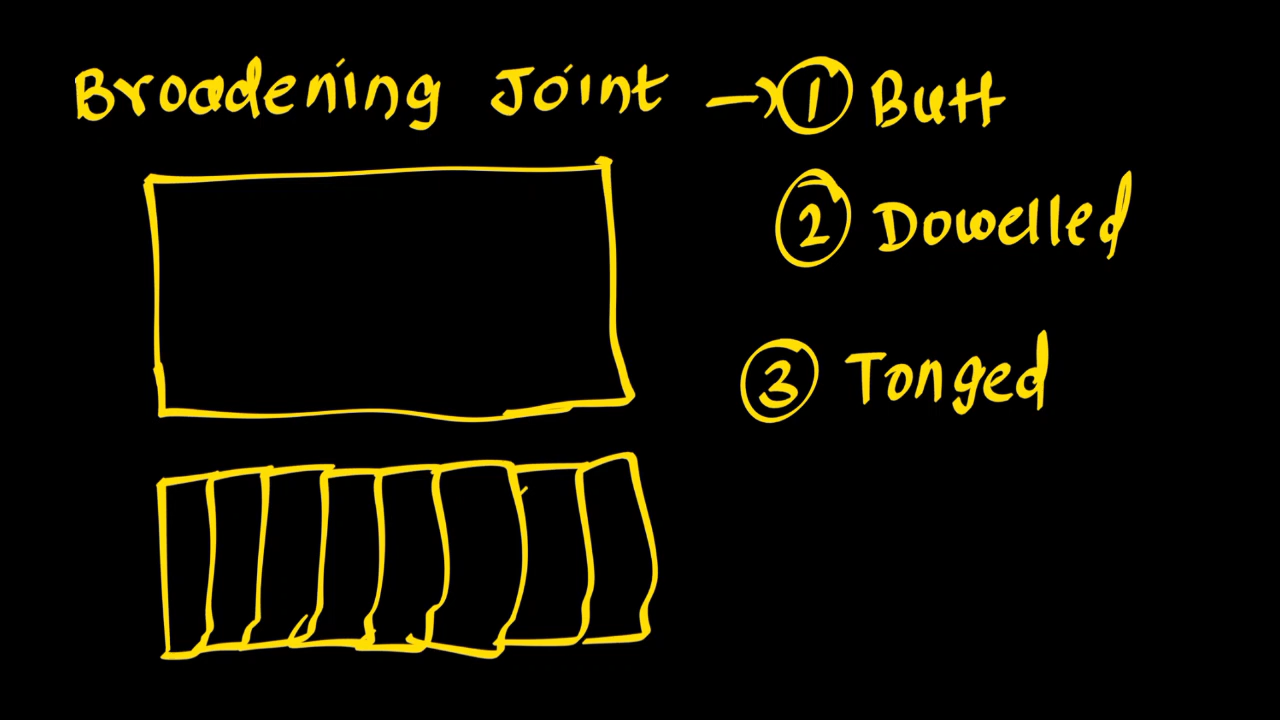 Broadening Joint → ① Butt
② Dowelled
③ Tonged